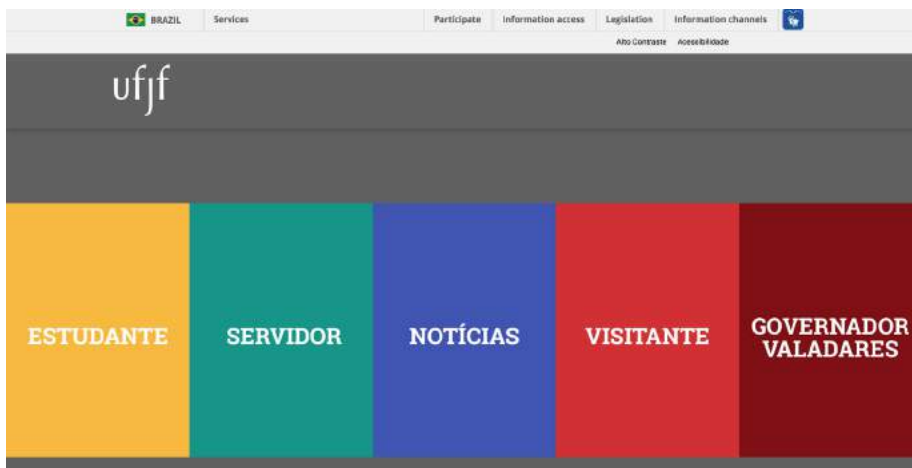 BRAZIL Services Participate Information access Legislation Information channels
Alto Contraste Acessibilidade
ufjf
ESTUDANTE
SERVIDOR
NOTÍCIAS
VISITANTE
GOVERNADOR
VALADARES